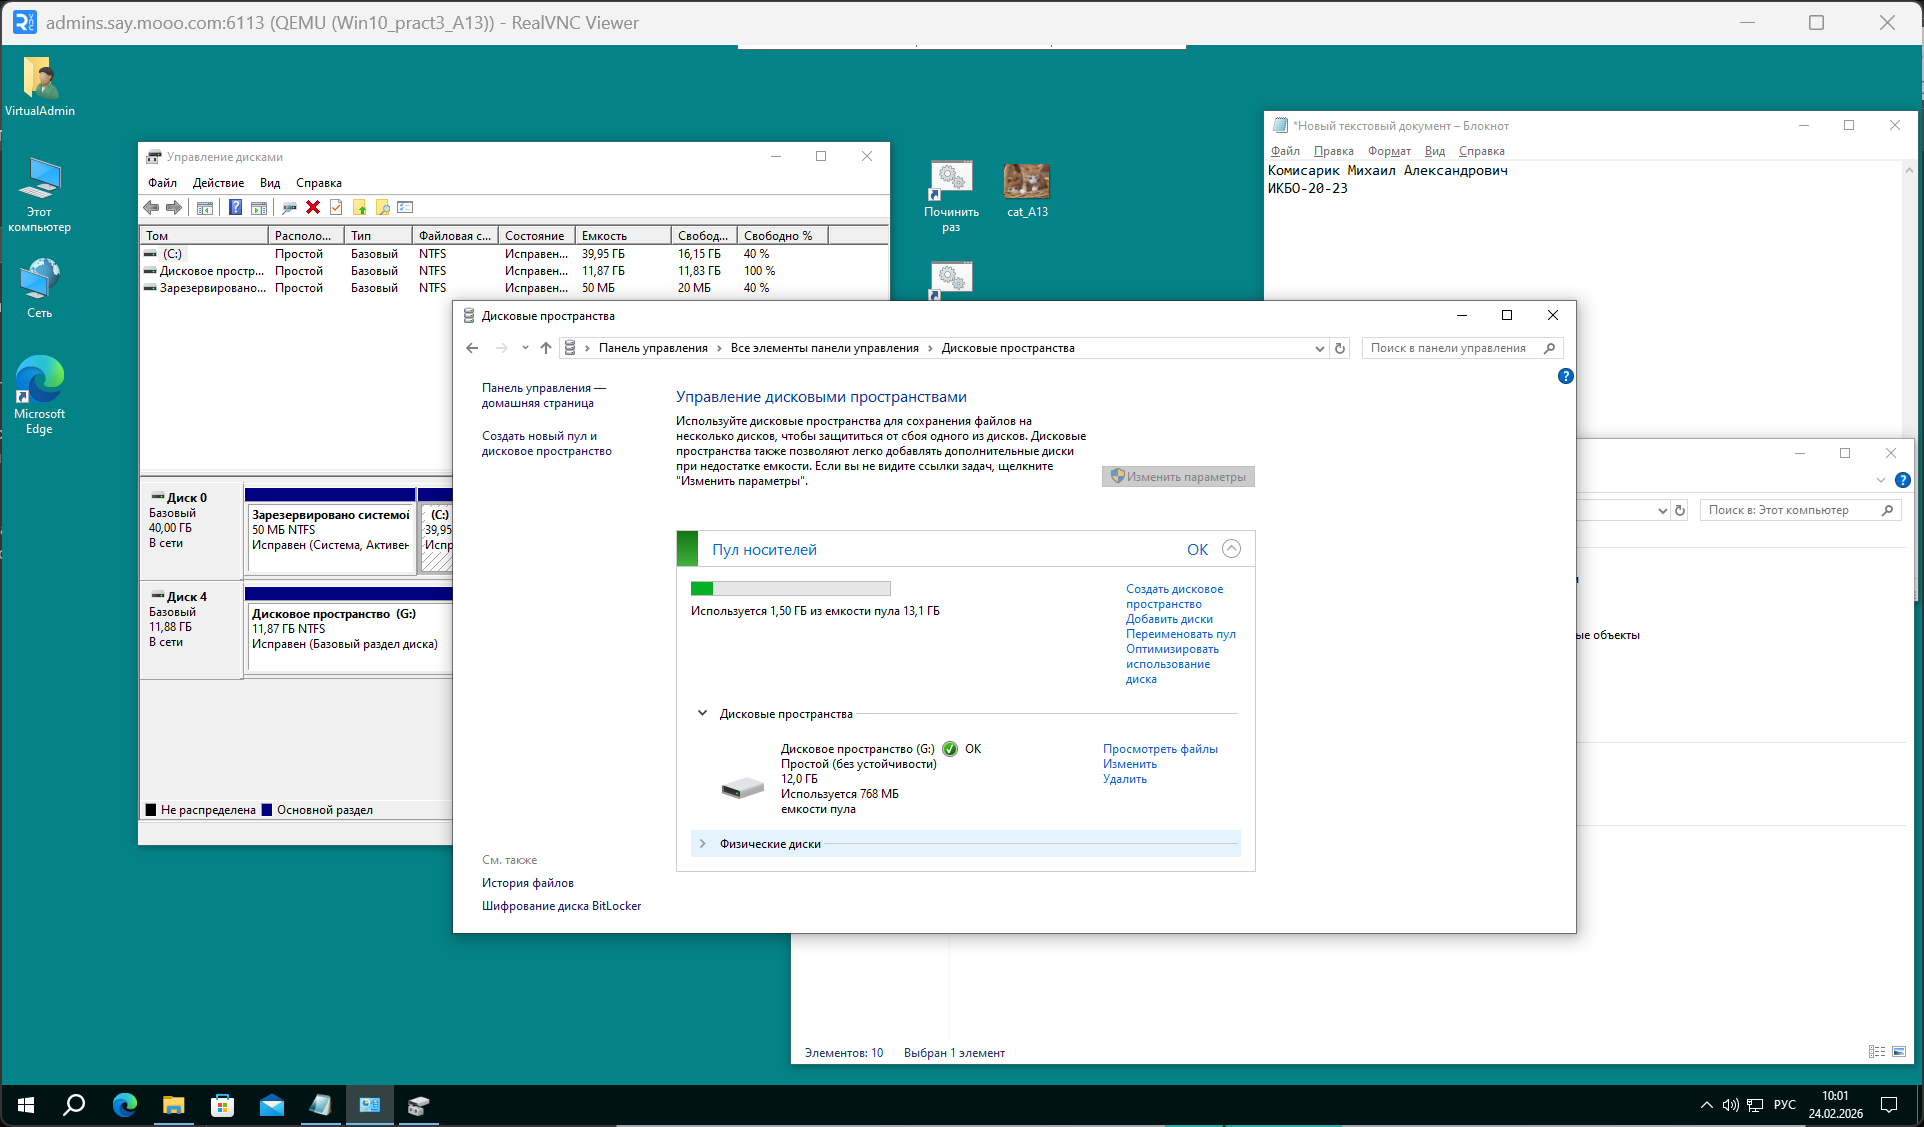 admins.say.mooo.com:6113 (QEMU (Win10_pract3_A13)) - RealVNC Viewer
VirtualAdmin
Этот
компьютер
Сеть
Microsoft
Edge
Управление дисками
Файл Действие Вид Справка
Том Располо... Тип Файловая с... Состояние Емкость Свобод... Свободно %
(C:) Простой Базовый NTFS Исправен... 39,95 ГБ 16,15 ГБ 40 %
Дисковое простр... Простой Базовый NTFS Исправен... 11,87 ГБ 11,83 ГБ 100 %
Зарезервировано... Простой Базовый NTFS Исправен... 50 МБ 20 МБ 40 %
Диск 0
Базовый
40,00 ГБ
В сети
Зарезервировано системой
50 МБ NTFS
Исправен (Система, Активен
(C:)
39,95
Испр
Диск 4
Базовый
11,88 ГБ
В сети
Дисковое пространство (G:)
11,87 ГБ NTFS
Исправен (Базовый раздел диска)
Не распределена Основной раздел
Починить
раз
cat_A13
*Новый текстовый документ – Блокнот
Файл Правка Формат Вид Справка
Комисарик Михаил Александрович
ИКБО-20-23
Дисковые пространства
Панель управления Все элементы панели управления Дисковые пространства
Поиск в панели управления
Панель управления —
домашняя страница
Создать новый пул и
дисковое пространство
Управление дисковыми пространствами
Используйте дисковые пространства для сохранения файлов на
несколько дисков, чтобы защититься от сбоя одного из дисков. Дисковые
пространства также позволяют легко добавлять дополнительные диски
при недостатке емкости. Если вы не видите ссылки задач, щелкните
"Изменить параметры".
Изменить параметры
Пул носителей
ОК
Используется 1,50 ГБ из емкости пула 13,1 ГБ
Создать дисковое
пространство
Добавить диски
Переименовать пул
Оптимизировать
использование
диска
Дисковые пространства
Дисковое пространство (G:) ОК
Простой (без устойчивости)
12,0 ГБ
Используется 768 МБ
емкости пула
Просмотреть файлы
Изменить
Удалить
Физические диски
См. также
История файлов
Шифрование диска BitLocker
Поиск в: Этот компьютер
ые объекты
Элементов: 10 Выбран 1 элемент
РУС
10:01
24.02.2026